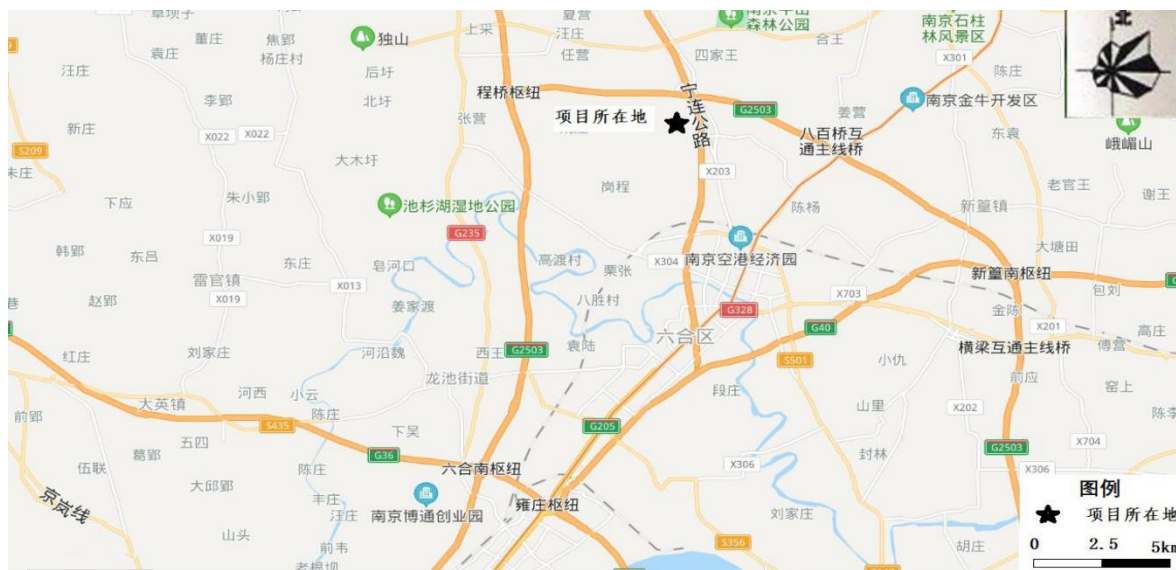 草坝子
董庄
焦郢
杨庄村
独山
上采
夏营
汪庄
任营
森林公园
四家王
合王
南京石柱
林风景区
北
袁庄
汪庄
后圩
X301
陈庄
李郢
北圩
程桥枢纽
宁连公路
G2503
南京金牛开发区
新庄
X022
X022
张营
项目所在地
姜营
八百桥互
通主线桥
东袁
峨嵋山
S209
朱庄
大木圩
X203
岗程
老官王
谢王
下应
朱小郢
池杉湖湿地公园
陈杨
新篁镇
G235
X019
韩郢
东吕
东庄
皂河口
高渡村
栗张
X304
南京空港经济园
大塘田
雷官镇
新篁南枢纽
巷
赵郢
X019
X013
姜家渡
八胜村
X703
包刘
G328
金陈
六合区
G40
X201
高庄
红庄
刘家庄
河沿魏
西王
G2503
袁陆
横梁互通主线桥
傅营
S501
小仇
龙池街道
前应
窑上
河西
小云
段庄
大英镇
陈庄
山里
X202
前郢
S435
G205
下吴
陈李
五四
X704
葛郢
G36
封林
G2503
伍联
陈庄
六合南枢纽
X306
X306
大邱郢
图例
京岚线
丰庄
汪庄
南京博通创业园
雍庄枢纽
项目所在地
刘家庄
山头
0 2.5 5km
前韦
S356
胡庄
老根坝